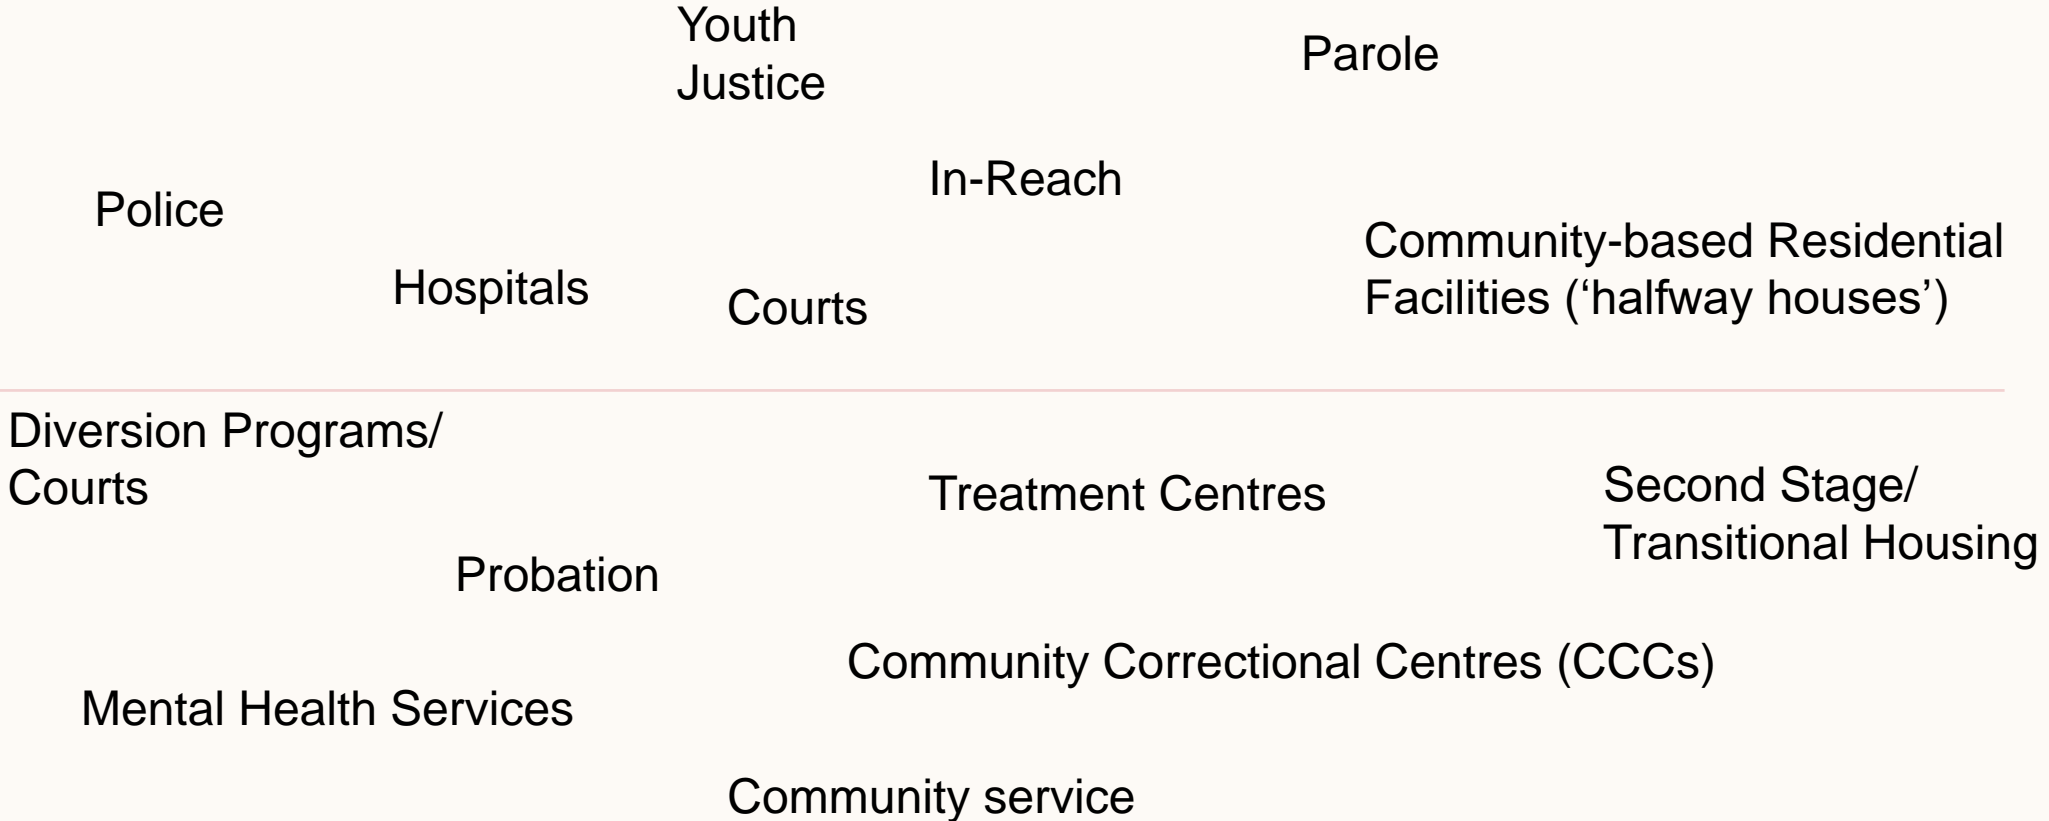 Youth
Justice
Parole
In-Reach
Police
Community-based Residential
Facilities (‘halfway houses’)
Hospitals
Courts
Diversion Programs/
Courts
Treatment Centres
Second Stage/
Transitional Housing
Probation
Community Correctional Centres (CCCs)
Mental Health Services
Community service